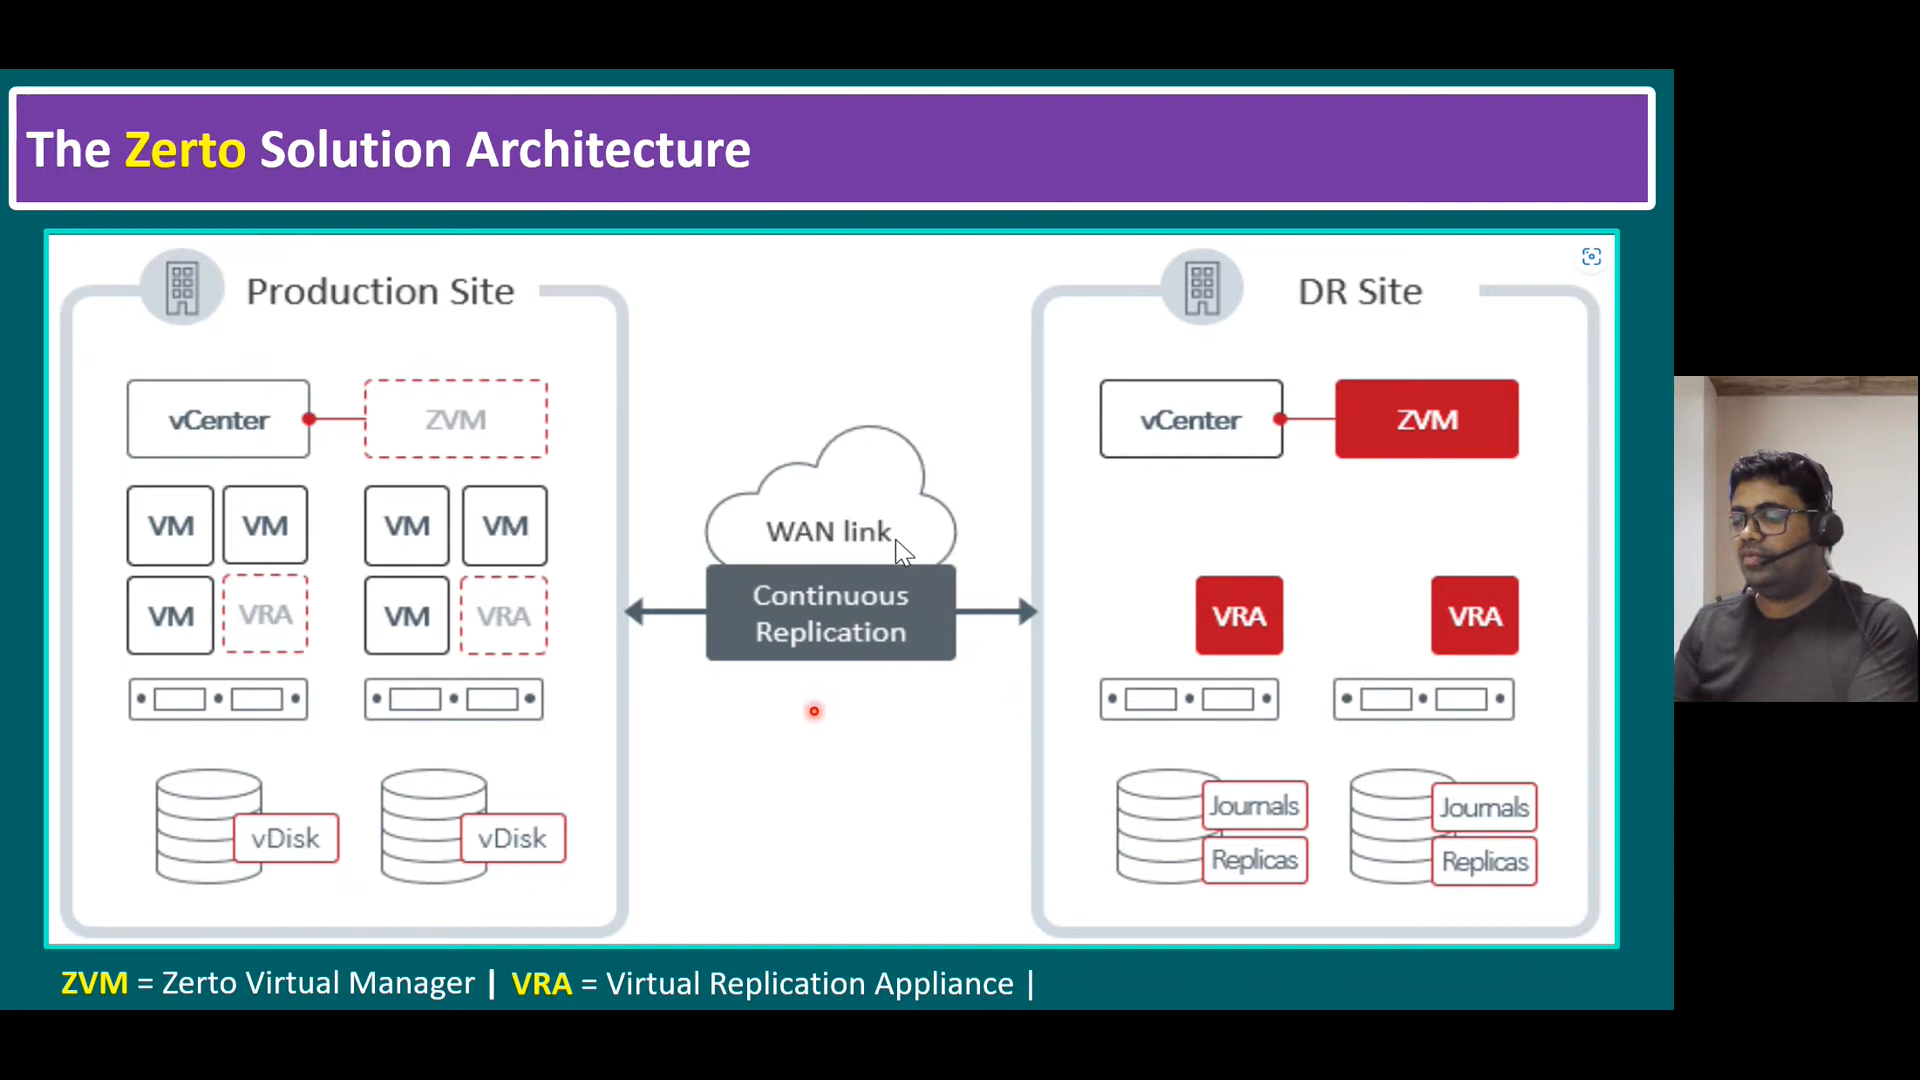 The Zerto Solution Architecture
Production Site
DR Site
vCenter
ZVM
vCenter
ZVM
VM
VM
VM
VM
WAN link
VM
VRA
VM
VRA
Continuous
Replication
VRA
VRA
vDisk
vDisk
Journals
Replicas
Journals
Replicas
ZVM = Zerto Virtual Manager | VRA = Virtual Replication Appliance |